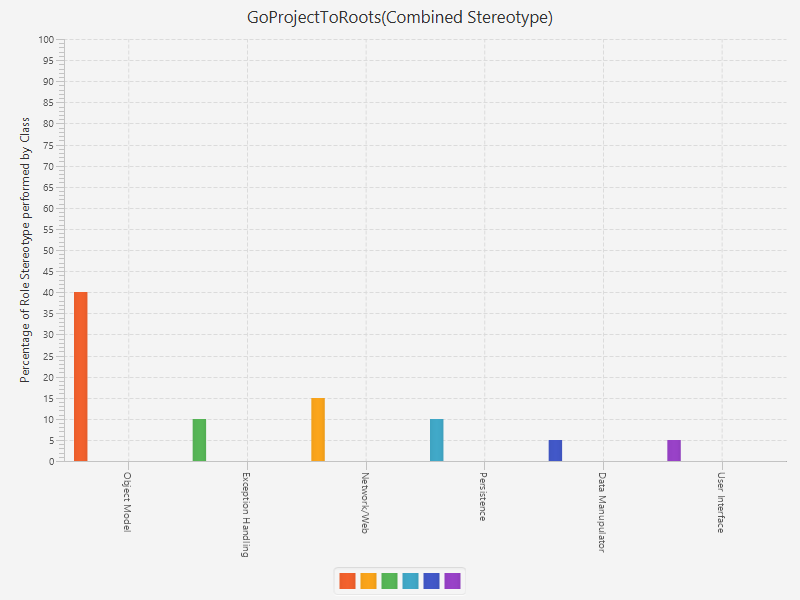 GoProjectToRoots(Combined Stereotype)
Percentage of Role Stereotype performed by Class
100
95
90
85
80
75
70
65
60
55
50
45
40
35
30
25
20
15
10
5
0
Object Model
Exception Handling
Network/Web
Persistence
Data Manupulator
User Interface